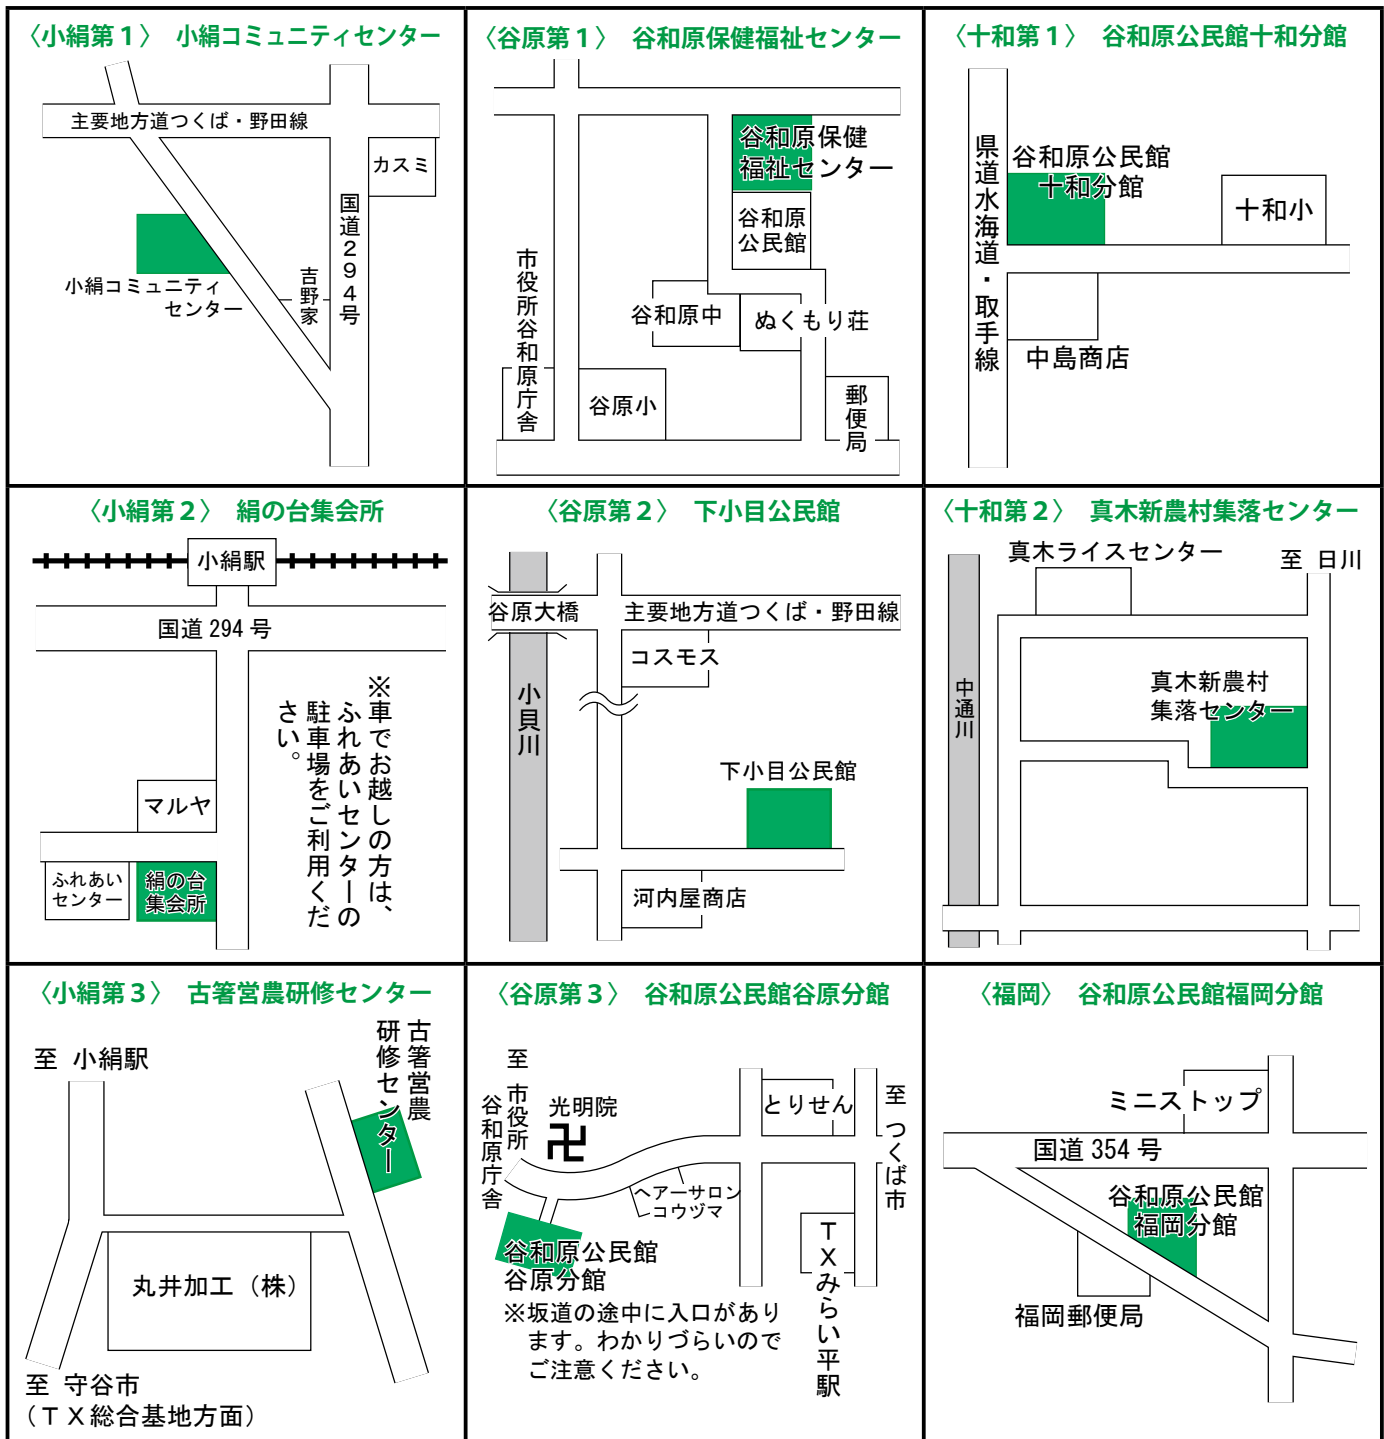 〈小絹第１〉 小絹コミュニティセンター
主要地方道つくば・野田線
カスミ
国道２９４号
吉野家
小絹コミュニティ
センター
〈谷原第１〉 谷和原保健福祉センター
谷和原保健
福祉センター
谷和原
公民館
市役所谷和原庁舎
谷和原中
ぬくもり荘
谷原小
郵便局
〈十和第１〉 谷和原公民館十和分館
県道水海道・取手線
谷和原公民館
十和分館
十和小
中島商店
〈小絹第２〉 絹の台集会所
小絹駅
国道 294 号
※車でお越しの方は、
ふれあいセンターの
駐車場をご利用くだ
さい。
マルヤ
ふれあい
センター
絹の台
集会所
〈谷原第２〉 下小目公民館
谷原大橋
主要地方道つくば・野田線
コスモス
小貝川
下小目公民館
河内屋商店
〈十和第２〉 真木新農村集落センター
真木ライスセンター
至 日川
中通川
真木新農村
集落センター
〈小絹第３〉 古箸営農研修センター
古箸営農
研修センター
至 小絹駅
丸井加工（株）
至 守谷市
（ＴＸ総合基地方面）
〈谷原第３〉 谷和原公民館谷原分館
至 市役所
谷和原庁舎
光明院
卍
とりせん
至 つくば市
ヘアーサロン
コウヅマ
谷和原公民館
谷原分館
ＴＸみらい平駅
※坂道の途中に入口があり
ます。わかりづらいので
ご注意ください。
〈福岡〉 谷和原公民館福岡分館
ミニストップ
国道 354 号
谷和原公民館
福岡分館
福岡郵便局